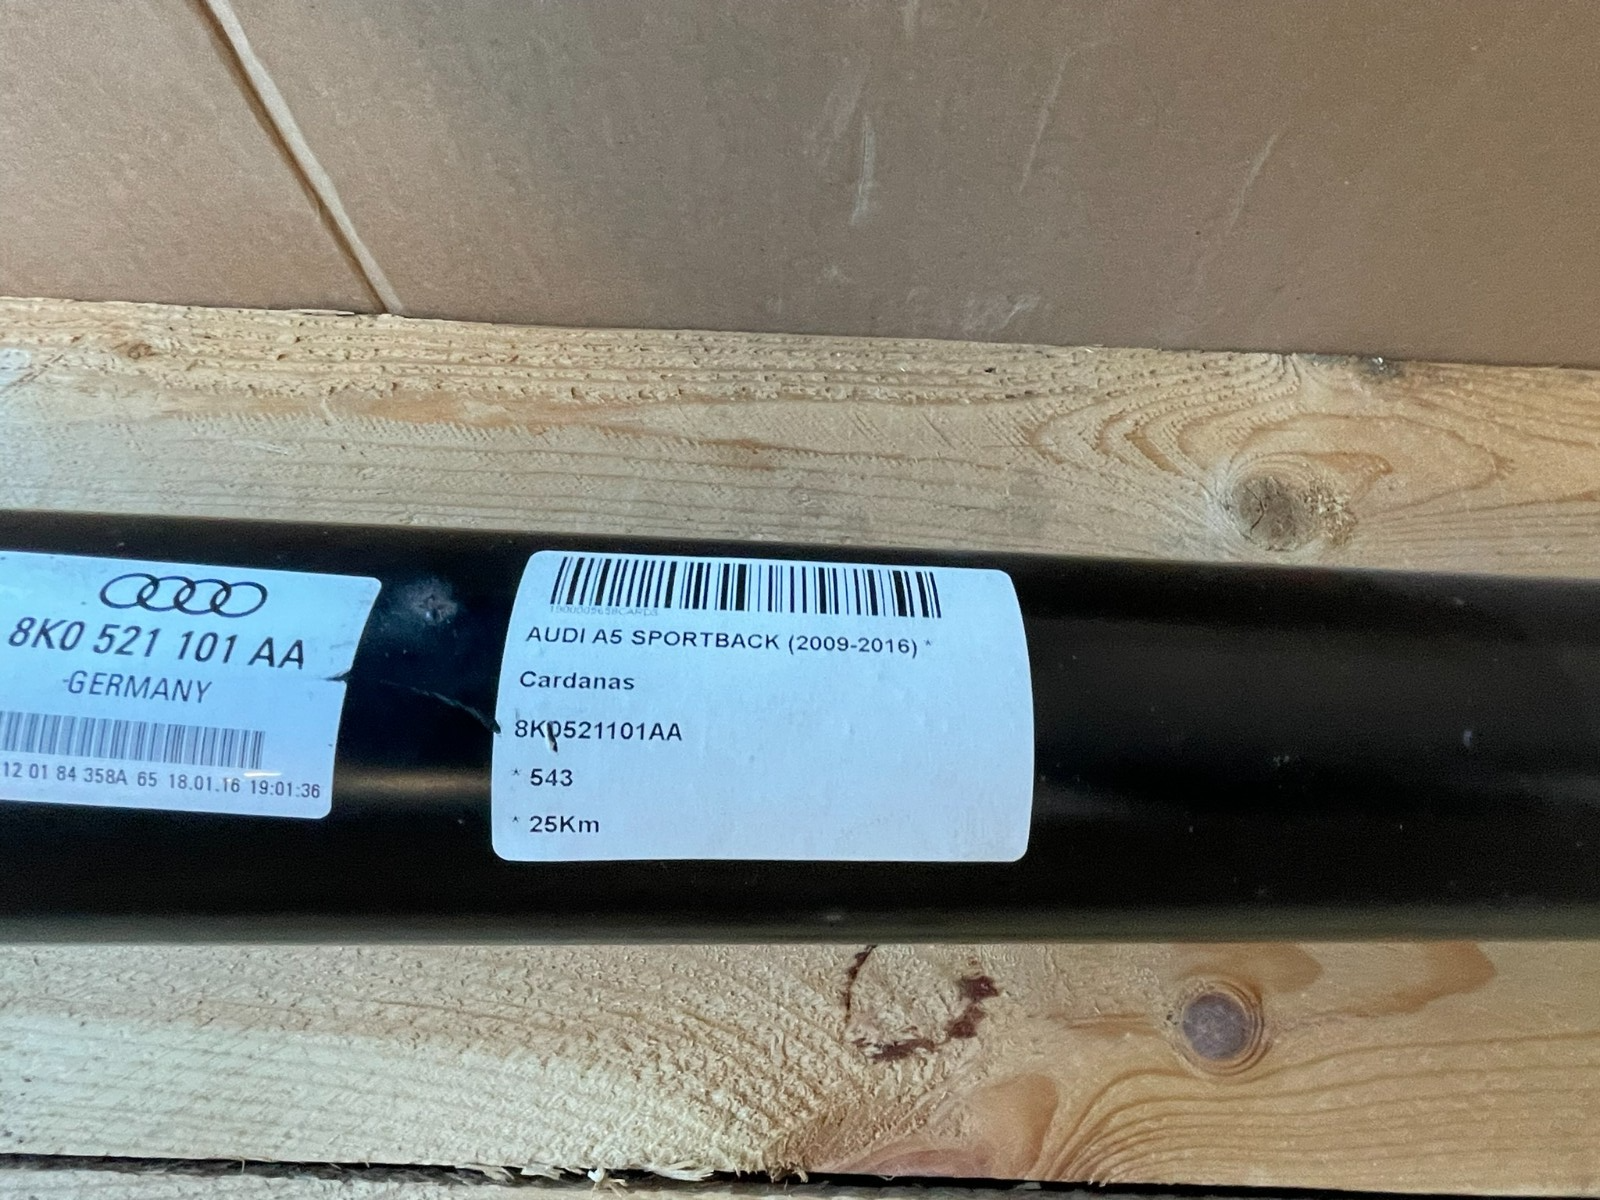 8K0 521 101 AA
GERMANY
12 01 84 358A 65 18.01.16 19:01:36
AUDI A5 SPORTBACK (2009-2016) *
Cardanas
8K0521101AA
* 543
* 25Km